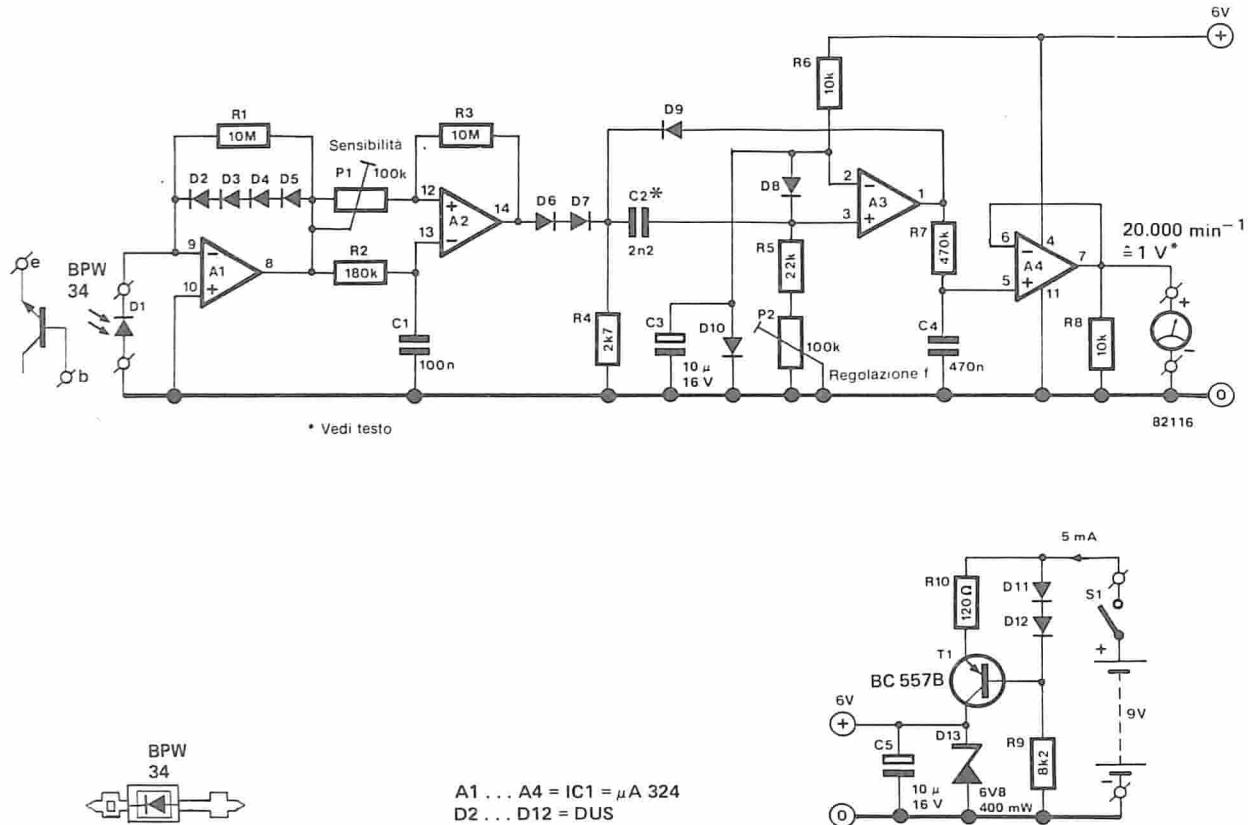 6V
+
R6
10k
R1
10M
R3
10M
D9
Sensibilità
P1
100k
D2 D3 D4 D5
12
+
A2
14
13
−
D6 D7
C2*
2n2
D8
2
−
A3
1
3
+
R7
470k
R2
180k
9
−
A1
8
10
+
e
BPW
34
D1
b
R5
22k
6
−
4
A4
7
5
+
11
20.000 min⁻¹
≙ 1 V*
+
−
R8
10k
C1
100n
R4
2k7
C3
10 µ
16 V
D10
P2
100k
Regolazione f
C4
470n
0
82116
* Vedi testo
5 mA
R10
120Ω
D11
D12
S1
+
T1
BC 557B
9V
6V
+
C5
10 µ
16 V
D13
6V8
400 mW
R9
8k2
−
0
BPW
34
A1 . . . A4 = IC1 = µA 324
D2 . . . D12 = DUS